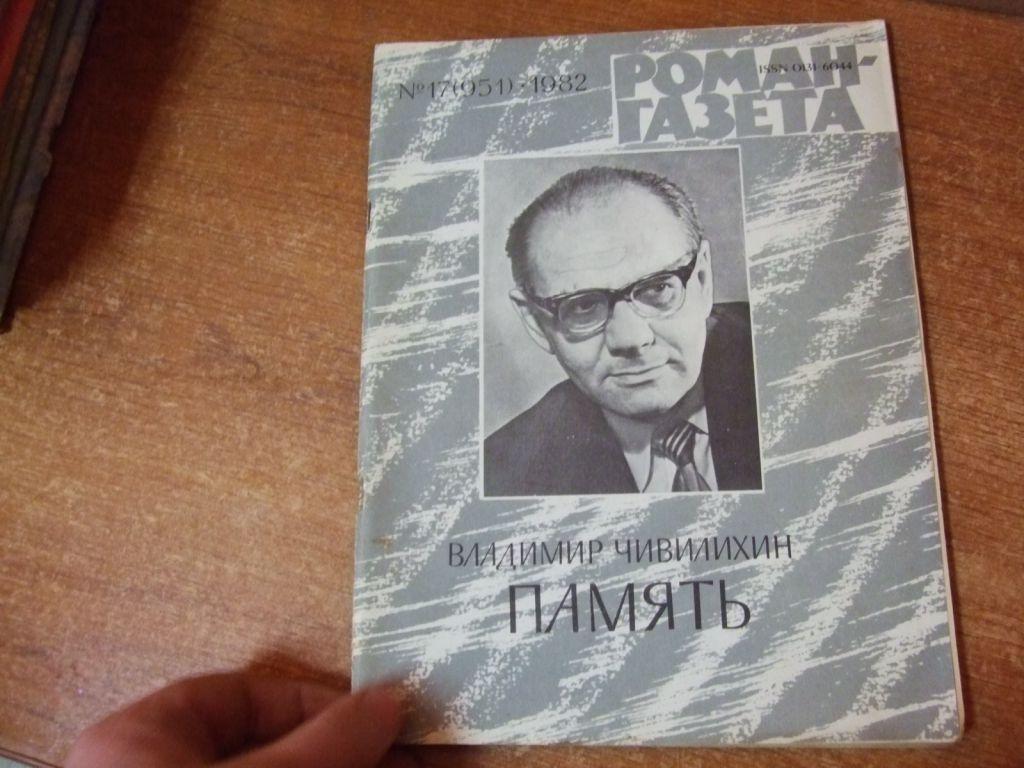 №17(951)·1982
РОМАН-
ГАЗЕТА
ISSN 0131-6044
ВЛАДИМИР ЧИВИЛИХИН
ПАМЯТЬ